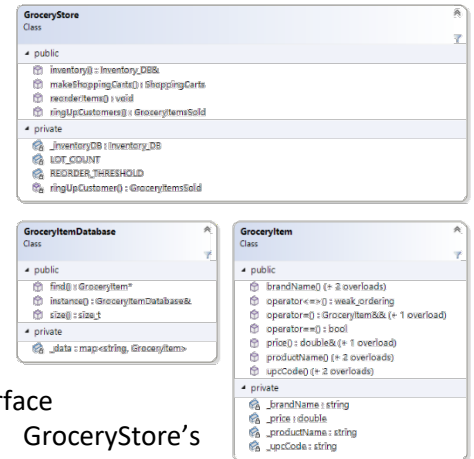 GroceryStore
Class
public
inventory() : Inventory_DB&
makeShoppingCarts() : ShoppingCarts
reorderItems() : void
ringUpCustomers() : GroceryItemsSold
private
_inventoryDB : Inventory_DB
LOT_COUNT
REORDER_THRESHOLD
ringUpCustomer() : GroceryItemsSold
GroceryItemDatabase
Class
public
find() : GroceryItem*
instance() : GroceryItemDatabase&
size() : size_t
private
_data : map<string, GroceryItem>
GroceryItem
Class
public
brandName() (+ 2 overloads)
operator<=>() : weak_ordering
operator=() : GroceryItem&& (+ 1 overload)
operator==() : bool
price() : double& (+ 1 overload)
productName() (+ 2 overloads)
upcCode() (+ 2 overloads)
private
_brandName : string
_price : double
_productName : string
_upcCode : string
rface
GroceryStore's